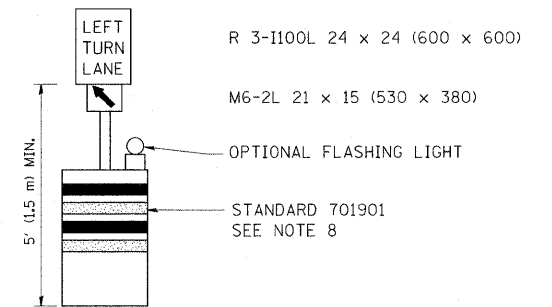 LEFT
TURN
LANE
R 3-I100L 24 x 24 (600 x 600)
M6-2L 21 x 15 (530 x 380)
OPTIONAL FLASHING LIGHT
5' (1.5 m) MIN.
STANDARD 701901
SEE NOTE 8